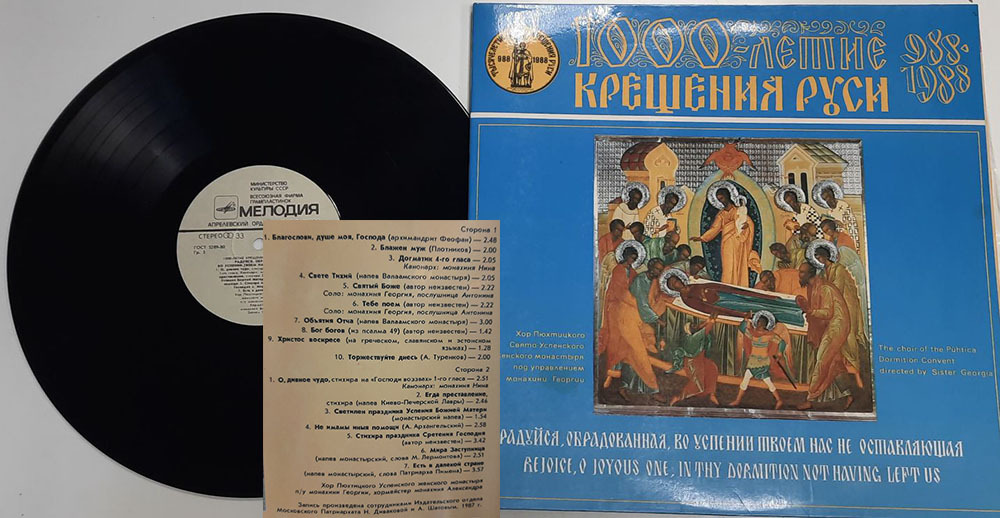 МИНИСТЕРСТВО
КУЛЬТУРЫ СССР
ВСЕСОЮЗНАЯ ФИРМА
ГРАМПЛАСТИНОК
МЕЛОДИЯ
АПРЕЛЕВСКИЙ ОРД
СТЕРЕО 33
ГОСТ 5289-80
Сторона 1
1. Благослови, душе моя, Господа (архимандрит Феофан) — 2.48
2. Блажен муж (Плотников) — 2.00
3. Догматик 4-го гласа — 2.05
Канонарх: монахиня Нина
4. Свете Тихий (напев Валаамского монастыря) — 2.05
5. Святый Боже (автор неизвестен) — 2.22
Соло: монахиня Георгия, послушница Антонина
6. Тебе поем (автор неизвестен) — 2.22
Соло: монахиня Георгия, послушница Антонина
7. Объятия Отча (напев Валаамского монастыря) — 3.00
8. Бог богов (из псалма 49) (автор неизвестен) — 1.42
9. Христос воскресе (на греческом, славянском и эстонском
языках) — 1.28
10. Торжествуйте днесь (А. Туренков) — 2.00
Сторона 2
1. О, дивное чудо, стихира на «Господи воззвах» 1-го гласа — 2.51
Канонарх: монахиня Нина
2. Егда преставление,
стихира (напев Киево-Печерской Лавры) — 2.46
3. Светилен праздника Успения Божией Матери
(монастырский напев) — 1.54
4. Не имамы иныя помощи (А. Архангельский) — 2.58
5. Стихира праздника Сретения Господня
(автор неизвестен) — 3.42
6. Мира Заступница
(напев монастырский, слова М. Лермонтова) — 2.51
7. Есть в далекой стране
(напев монастырский, слова Патриарха Пимена) — 3.57
Хор Пюхтицкого Успенского женского монастыря
п/у монахини Георгии, хормейстер монахиня Александра
Запись произведена сотрудниками Издательского отдела
Московского Патриархата Н. Диваковой и А. Шатовым, 1987 г.
1000-ЛЕТИЕ
КРЕЩЕНИЯ РУСИ
988-
1988
988 1988
Хор Пюхтицкого
Свято-Успенского
енского монастыря
под управлением
монахини Георгии
The choir of the Pühtica
Dormition Convent
directed by Sister Georgia
РАДУЙСЯ, ОБРАДОВАННАЯ, ВО УСПЕНИИ ТВОЕМ НАС НЕ ОСТАВЛЯЮЩАЯ
REJOICE, O JOYOUS ONE, IN THY DORMITION NOT HAVING LEFT US